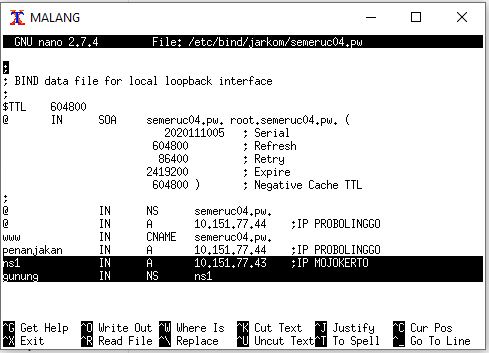 MALANG
GNU nano 2.7.4 File: /etc/bind/jarkom/semeruc04.pw
;
; BIND data file for local loopback interface
;
$TTL 604800
@ IN SOA semeruc04.pw. root.semeruc04.pw. (
2020111005 ; Serial
604800 ; Refresh
86400 ; Retry
2419200 ; Expire
604800 ) ; Negative Cache TTL
;
@ IN NS semeruc04.pw.
@ IN A 10.151.77.44 ;IP PROBOLINGGO
www IN CNAME semeruc04.pw.
penanjakan IN A 10.151.77.44 ;IP PROBOLINGGO
ns1 IN A 10.151.77.43 ;IP MOJOKERTO
gunung IN NS ns1
^G Get Help ^O Write Out ^W Where Is ^K Cut Text ^J Justify ^C Cur Pos
^X Exit ^R Read File ^\ Replace ^U Uncut Text ^T To Spell ^_ Go To Line